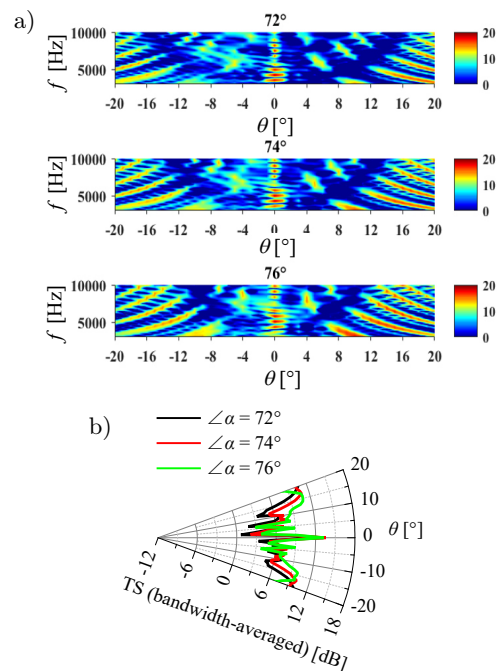 a)
72°
f [Hz]
10000
5000
-20 -16 -12 -8 -4 0 4 8 12 16 20
θ [°]
20
10
0
74°
f [Hz]
10000
5000
-20 -16 -12 -8 -4 0 4 8 12 16 20
θ [°]
20
10
0
76°
f [Hz]
10000
5000
-20 -16 -12 -8 -4 0 4 8 12 16 20
θ [°]
20
10
0
b)
∠α = 72°
∠α = 74°
∠α = 76°
20
10
0
-10
-20
θ [°]
-12 -6 0 6 12 18
TS (bandwidth-averaged) [dB]